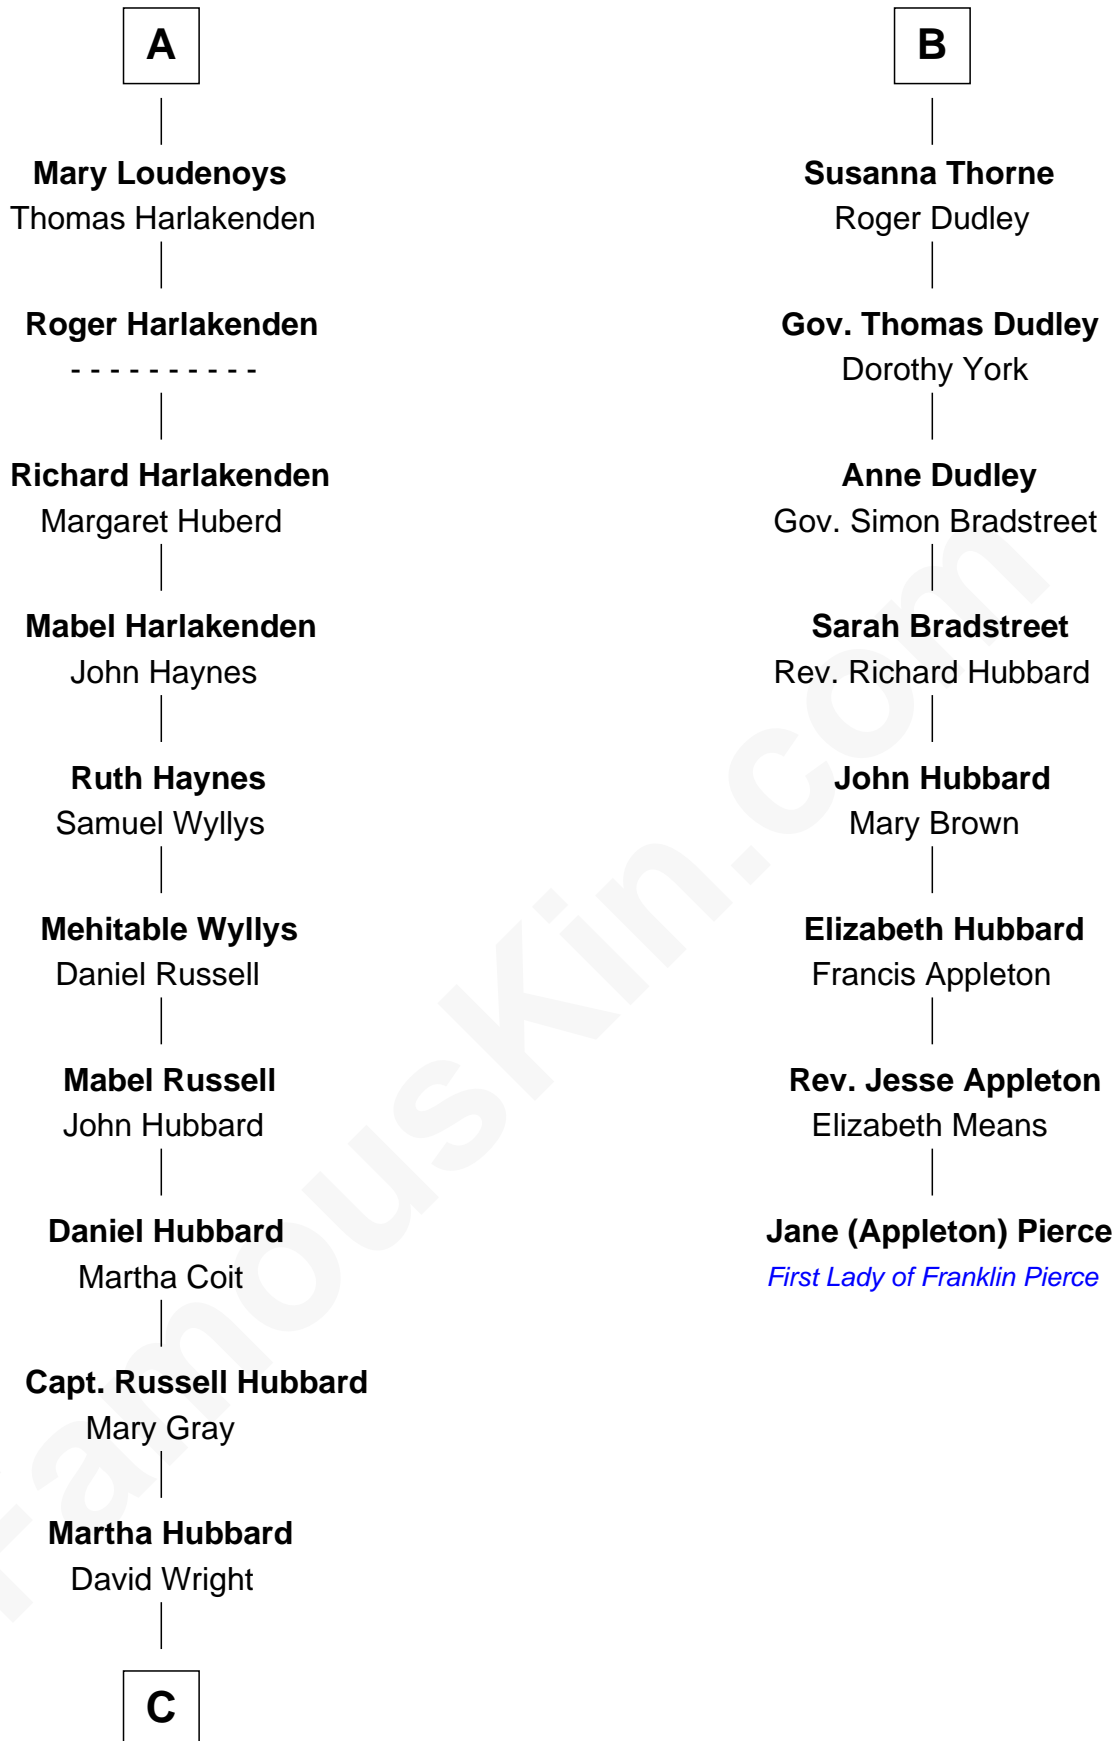 A
Mary Loudenoys
Thomas Harlakenden
Roger Harlakenden
- - - - - - - - - -
Richard Harlakenden
Margaret Huberd
Mabel Harlakenden
John Haynes
Ruth Haynes
Samuel Wyllys
Mehitable Wyllys
Daniel Russell
Mabel Russell
John Hubbard
Daniel Hubbard
Martha Coit
Capt. Russell Hubbard
Mary Gray
Martha Hubbard
David Wright
C
B
Susanna Thorne
Roger Dudley
Gov. Thomas Dudley
Dorothy York
Anne Dudley
Gov. Simon Bradstreet
Sarah Bradstreet
Rev. Richard Hubbard
John Hubbard
Mary Brown
Elizabeth Hubbard
Francis Appleton
Rev. Jesse Appleton
Elizabeth Means
Jane (Appleton) Pierce
First Lady of Franklin Pierce
FamousKin.com